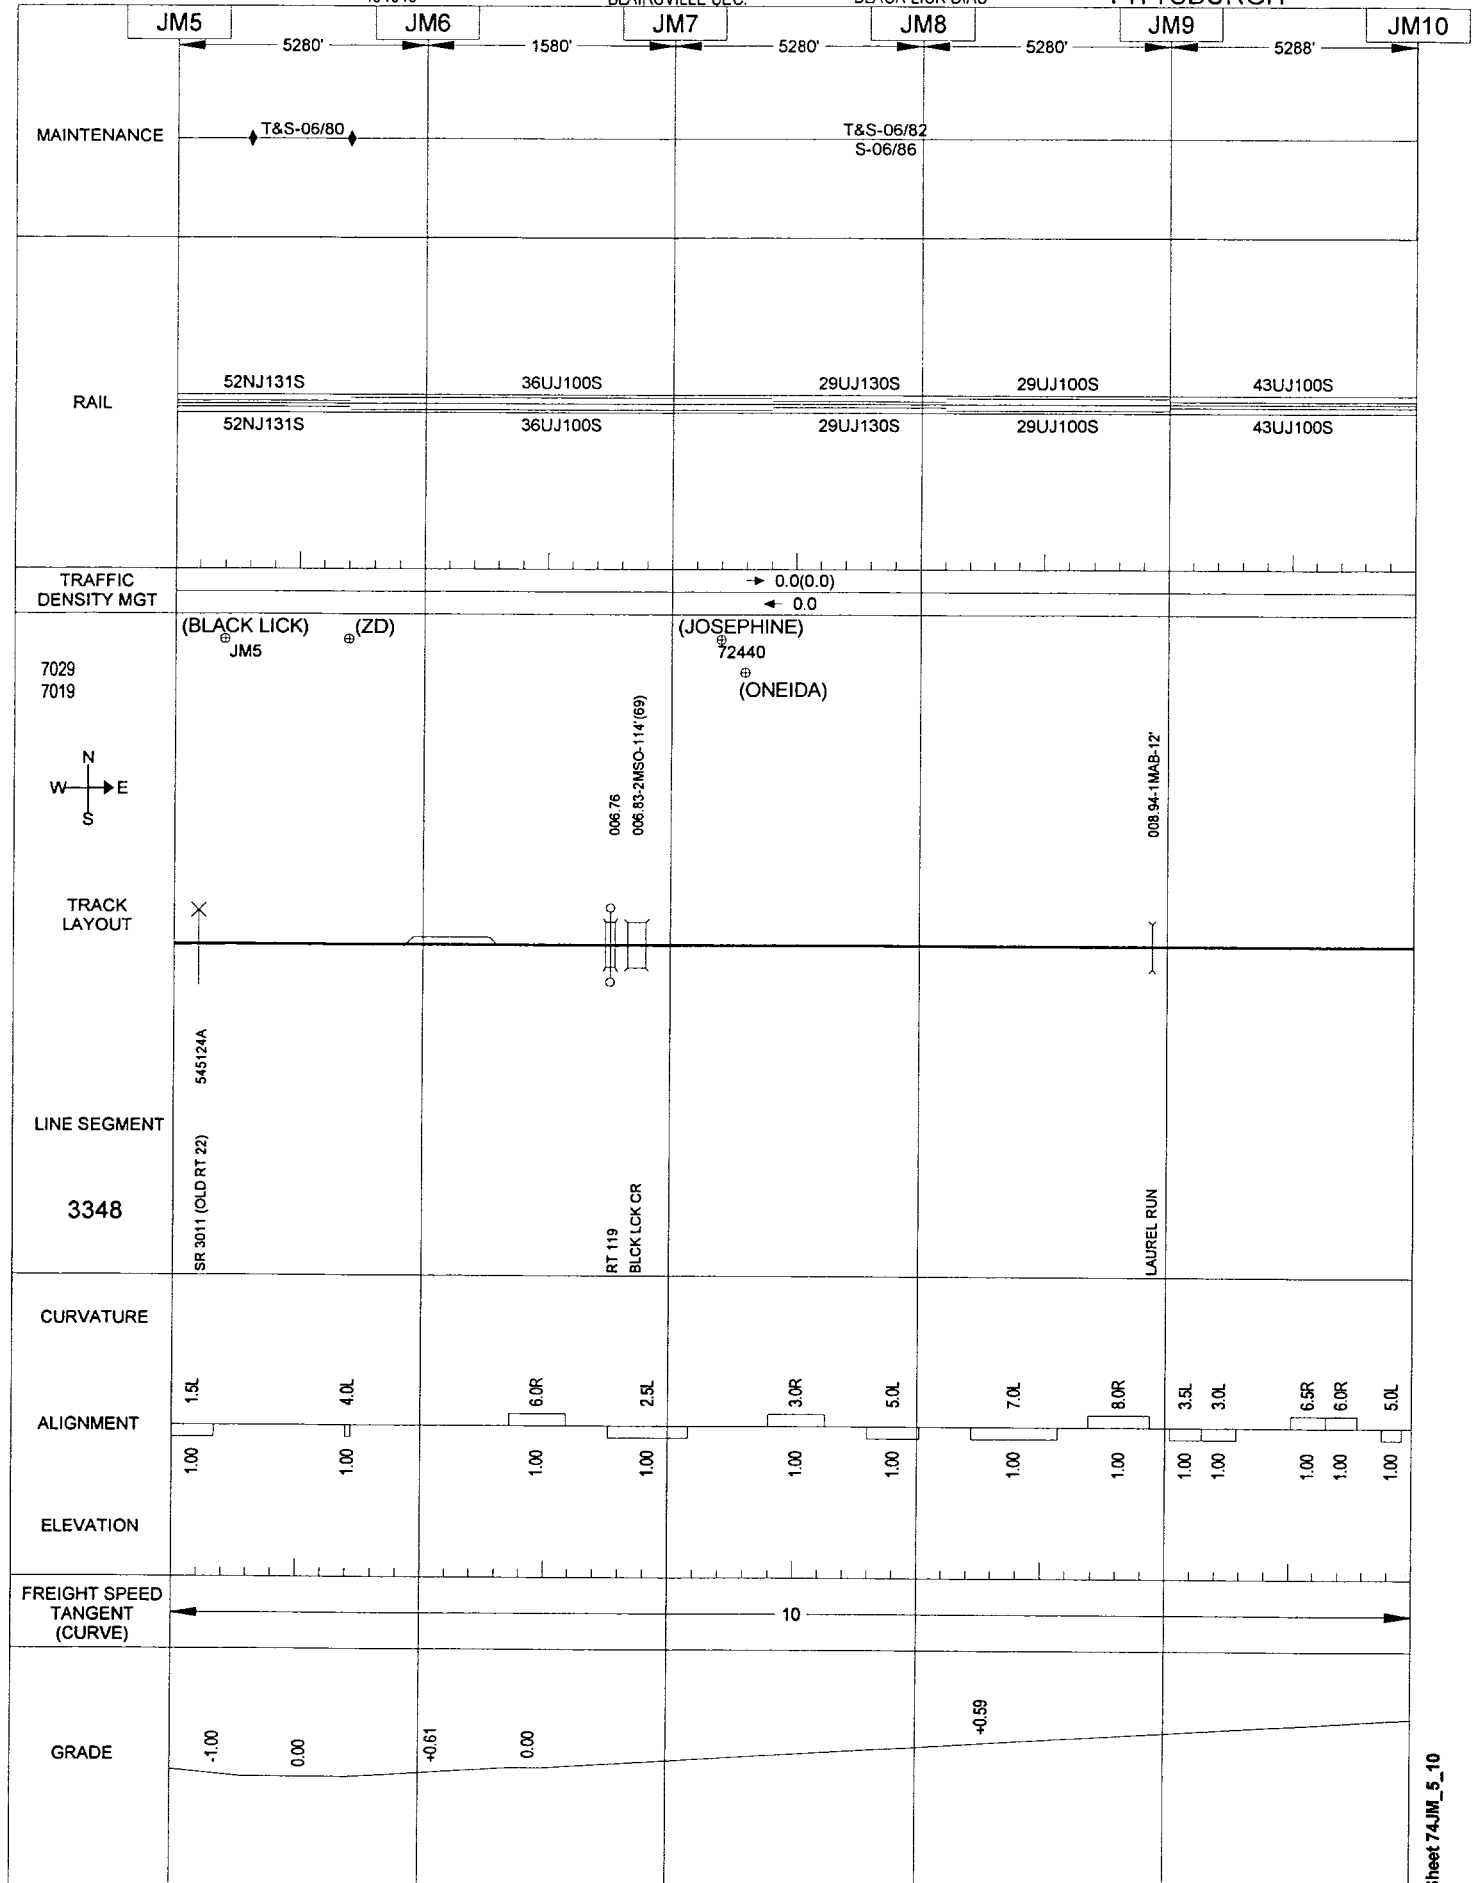 JM5 JM6 JM7 JM8 JM9 JM10
5280' 1580' 5280' 5280' 5288'
MAINTENANCE
T&S-06/80
T&S-06/82
S-06/86
RAIL
52NJ131S 36UJ100S 29UJ130S 29UJ100S 43UJ100S
52NJ131S 36UJ100S 29UJ130S 29UJ100S 43UJ100S
TRAFFIC
DENSITY MGT
0.0(0.0)
0.0
(BLACK LICK) (ZD) (JOSEPHINE)
JM5 72440
(ONEIDA)
7029
7019
N
W E
S
006.76
006.83-2MSO-114'(69)
008.94-1MAB-12'
TRACK
LAYOUT
545124A
LINE SEGMENT
3348
SR 3011 (OLD RT 22)
RT 119
BLCK LCK CR
LAUREL RUN
CURVATURE
ALIGNMENT
1.5L 4.0L 6.0R 2.5L 3.0R 5.0L 7.0L 8.0R 3.5L 3.0L 6.5R 6.0R 5.0L
1.00 1.00 1.00 1.00 1.00 1.00 1.00 1.00 1.00 1.00 1.00 1.00 1.00
ELEVATION
FREIGHT SPEED
TANGENT
(CURVE)
10
GRADE
-1.00 0.00 +0.61 0.00 +0.59
heet 74JM_5_10